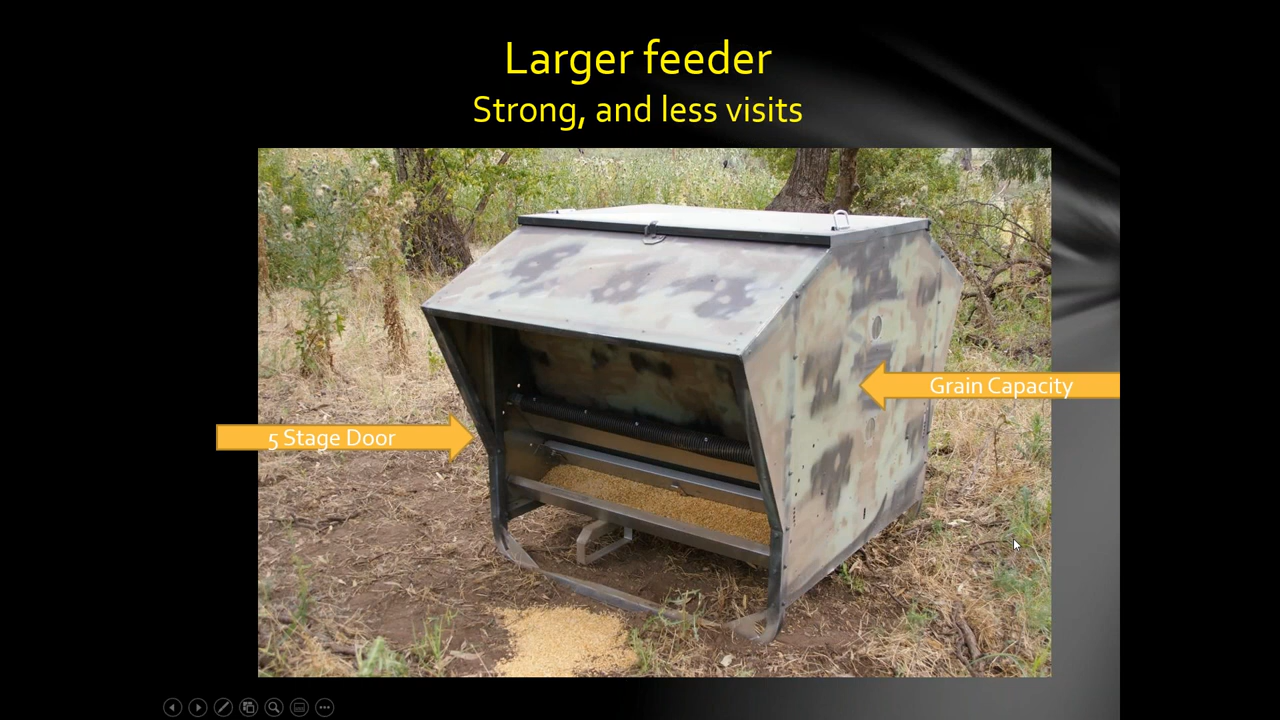 Larger feeder
Strong, and less visits
Grain Capacity
5 Stage Door